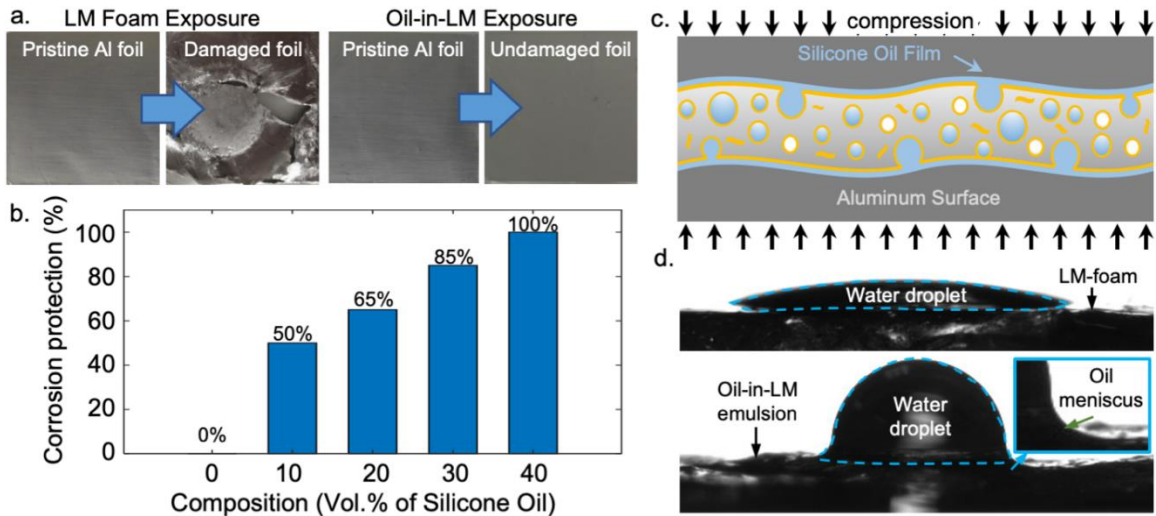 a.
LM Foam Exposure
Pristine Al foil
Damaged foil
Oil-in-LM Exposure
Pristine Al foil
Undamaged foil
b.
Corrosion protection (%)
100
80
60
40
20
0
0%
50%
65%
85%
100%
0
10
20
30
40
Composition (Vol.% of Silicone Oil)
c.
compression
Silicone Oil Film
Aluminum Surface
d.
LM-foam
Water droplet
Oil-in-LM
emulsion
Water
droplet
Oil
meniscus